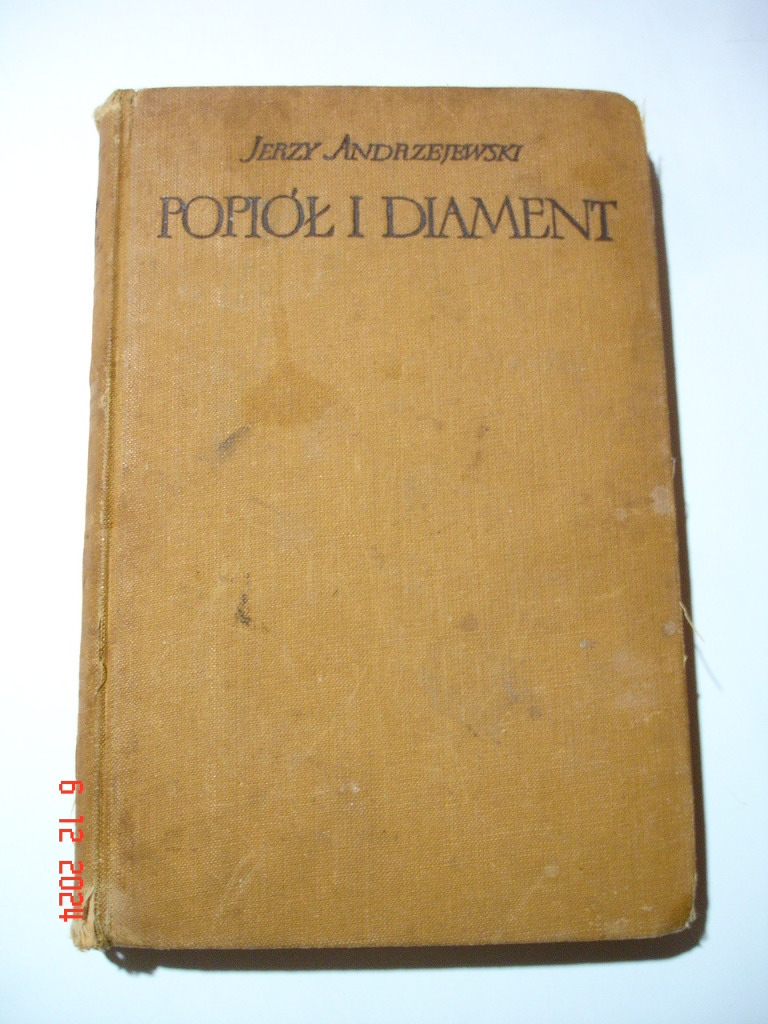 Jerzy Andrzejewski
POPIÓŁ I DIAMENT
6 12 2024